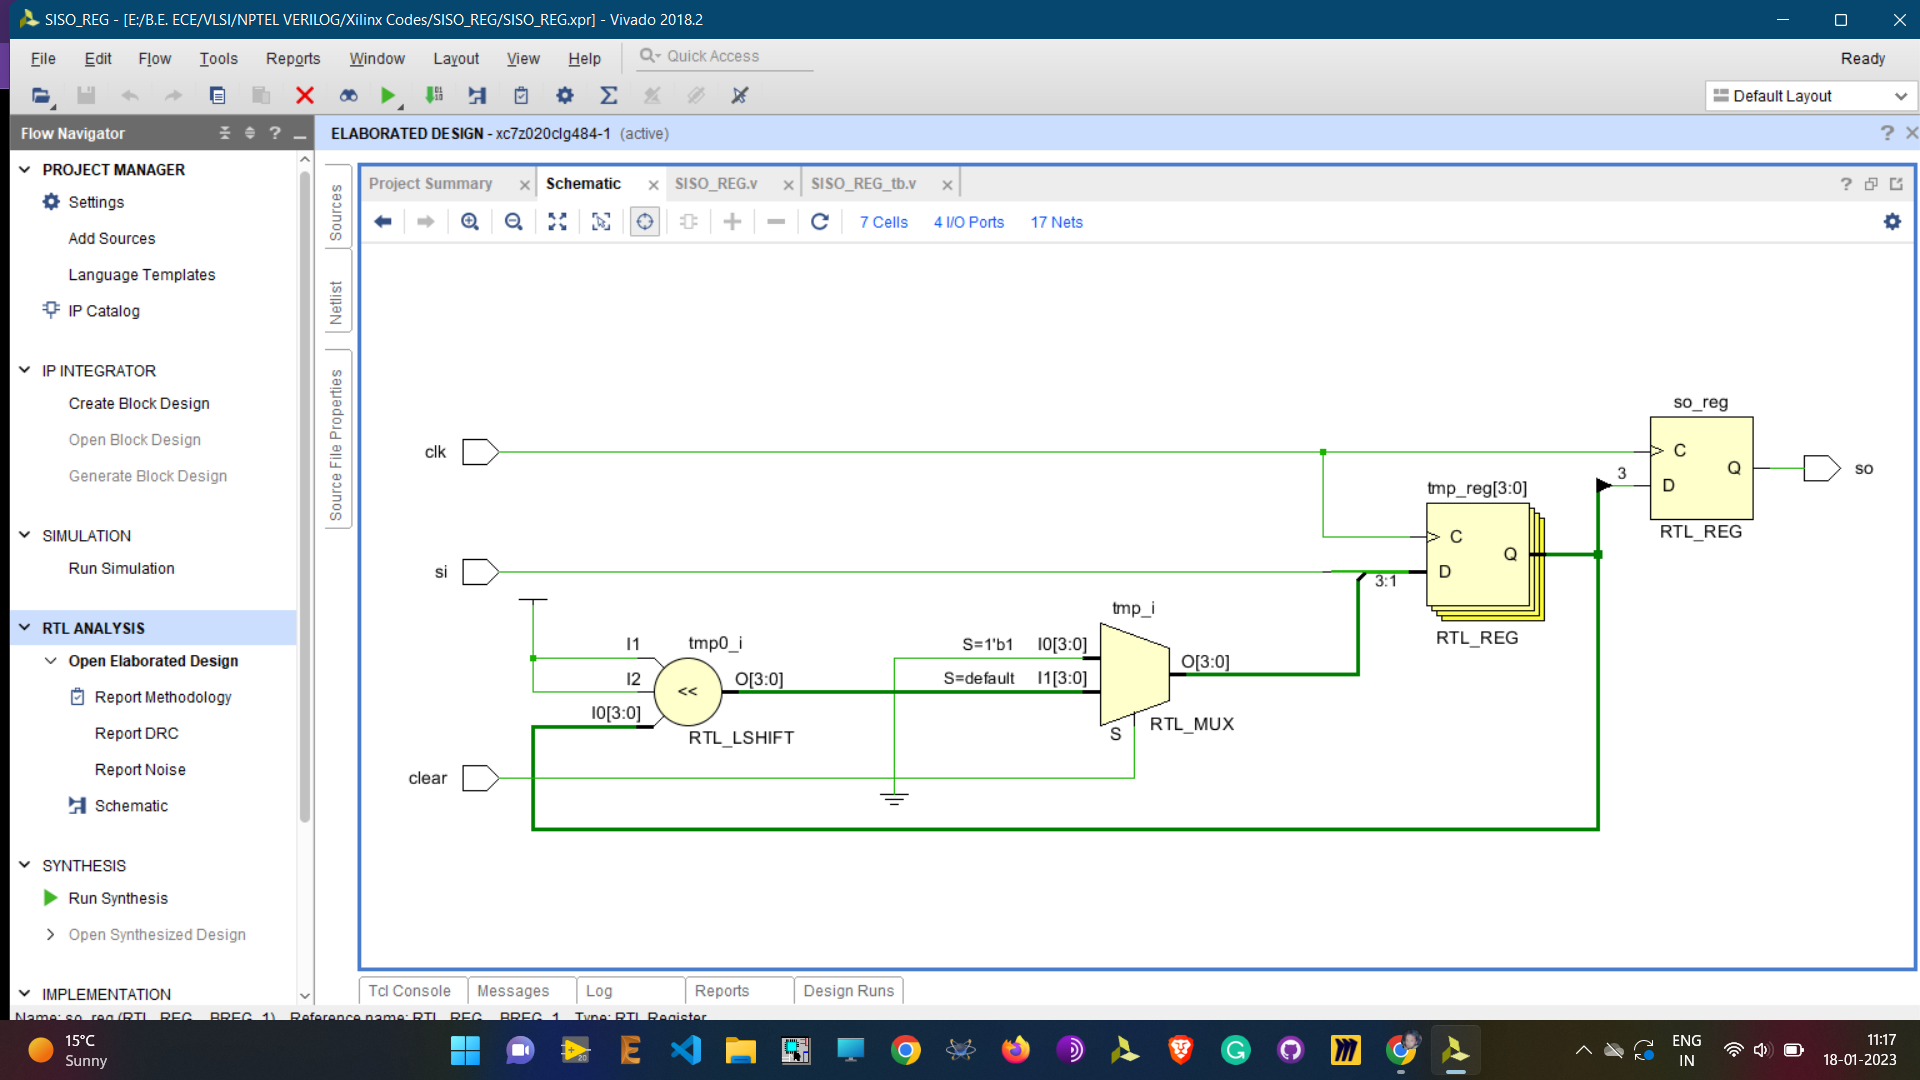 SISO_REG - [E:/B.E. ECE/VLSI/NPTEL VERILOG/Xilinx Codes/SISO_REG/SISO_REG.xpr] - Vivado 2018.2
File Edit Flow Tools Reports Window Layout View Help Quick Access Ready
Default Layout
Flow Navigator
ELABORATED DESIGN - xc7z020clg484-1 (active)
PROJECT MANAGER
Settings
Add Sources
Language Templates
IP Catalog
IP INTEGRATOR
Create Block Design
Open Block Design
Generate Block Design
SIMULATION
Run Simulation
RTL ANALYSIS
Open Elaborated Design
Report Methodology
Report DRC
Report Noise
Schematic
SYNTHESIS
Run Synthesis
Open Synthesized Design
IMPLEMENTATION
Sources
Netlist
Source File Properties
Project Summary Schematic SISO_REG.v SISO_REG_tb.v
7 Cells 4 I/O Ports 17 Nets
so_reg
clk
C
Q
so
3
D
tmp_reg[3:0]
RTL_REG
C
Q
si
D
3:1
tmp_i
RTL_REG
I1
tmp0_i
S=1'b1
I0[3:0]
O[3:0]
I2
O[3:0]
S=default
I1[3:0]
<<
I0[3:0]
RTL_MUX
S
RTL_LSHIFT
clear
Tcl Console Messages Log Reports Design Runs
Name: so_reg (RTL_REG__BREG_1) Reference name: RTL_REG__BREG_1 Type: RTL Register
15°C
Sunny
20
ENG
IN
11:17
18-01-2023